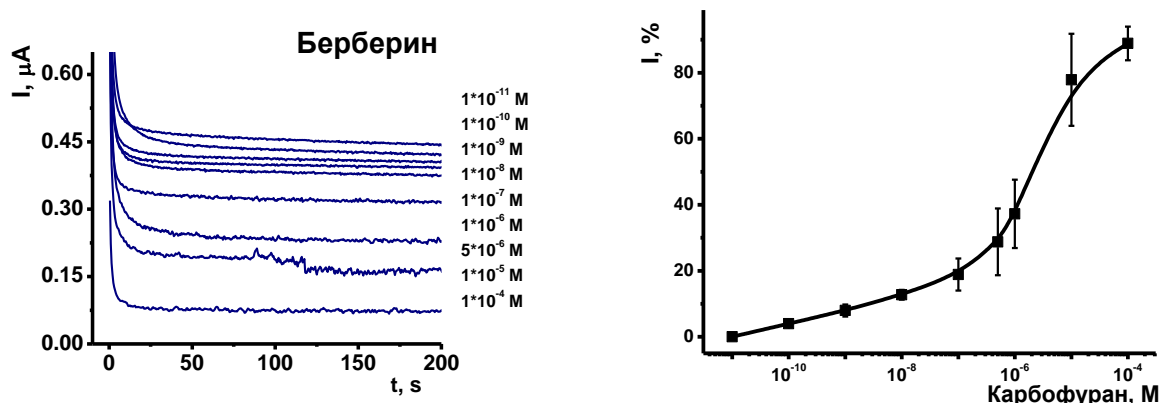 Берберин
I, µA
0.60
0.45
0.30
0.15
0.00
0
50
100
150
200
t, s
1*10⁻¹¹ M
1*10⁻¹⁰ M
1*10⁻⁹ M
1*10⁻⁸ M
1*10⁻⁷ M
1*10⁻⁶ M
5*10⁻⁶ M
1*10⁻⁵ M
1*10⁻⁴ M
I, %
80
60
40
20
0
10⁻¹⁰
10⁻⁸
10⁻⁶
10⁻⁴
Карбофуран, М